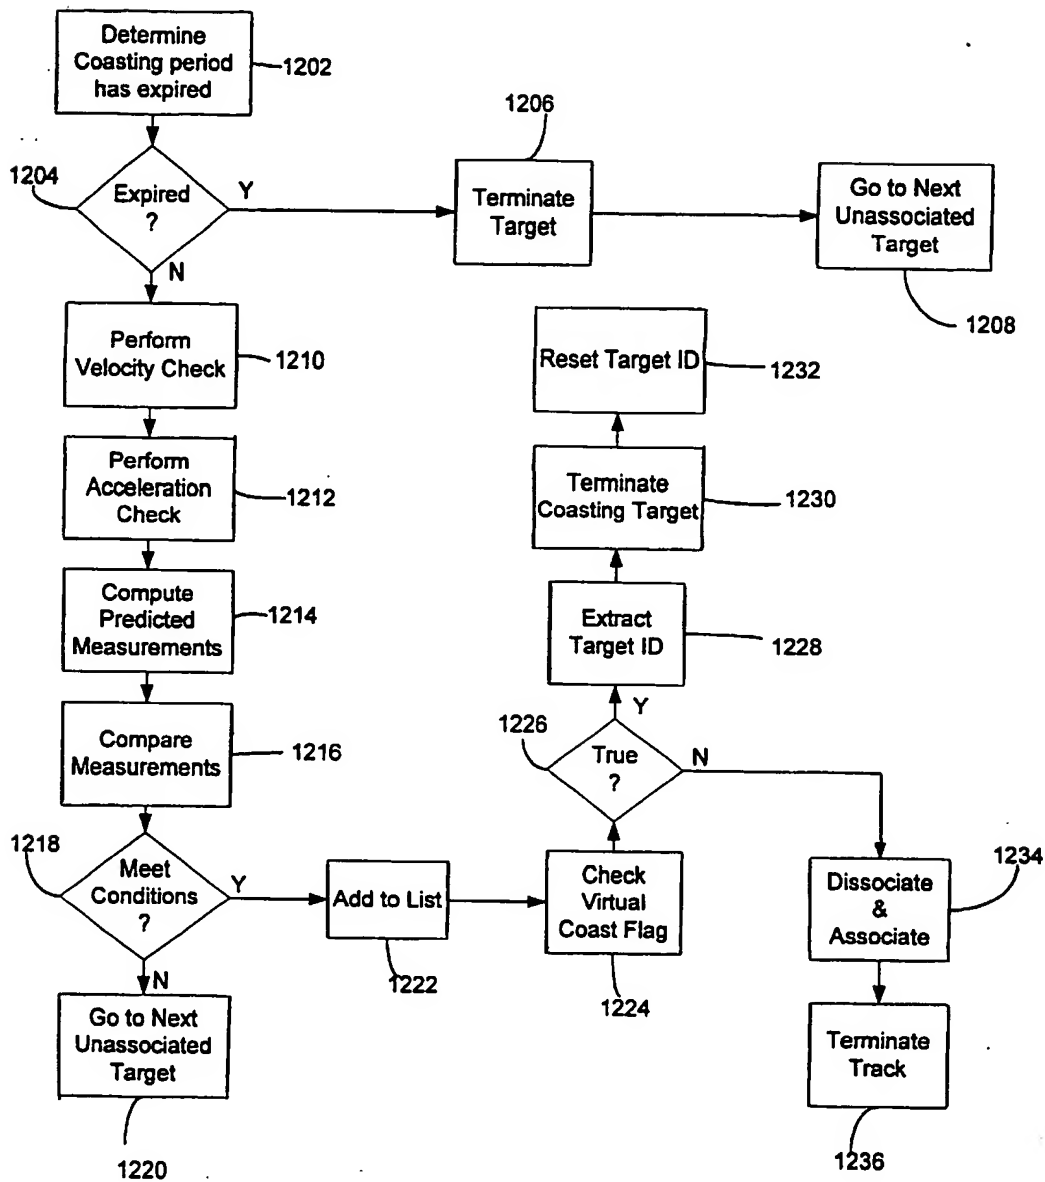 Determine
Coasting period
has expired
1202
1204
Expired
?
Y
N
1206
Terminate
Target
Go to Next
Unassociated
Target
1208
Perform
Velocity Check
1210
Perform
Acceleration
Check
1212
Compute
Predicted
Measurements
1214
Compare
Measurements
1216
1218
Meet
Conditions
?
Y
N
Go to Next
Unassociated
Target
1220
Add to List
1222
Check
Virtual
Coast Flag
1224
1226
True
?
Y
N
Extract
Target ID
1228
Terminate
Coasting Target
1230
Reset Target ID
1232
Dissociate
&
Associate
1234
Terminate
Track
1236